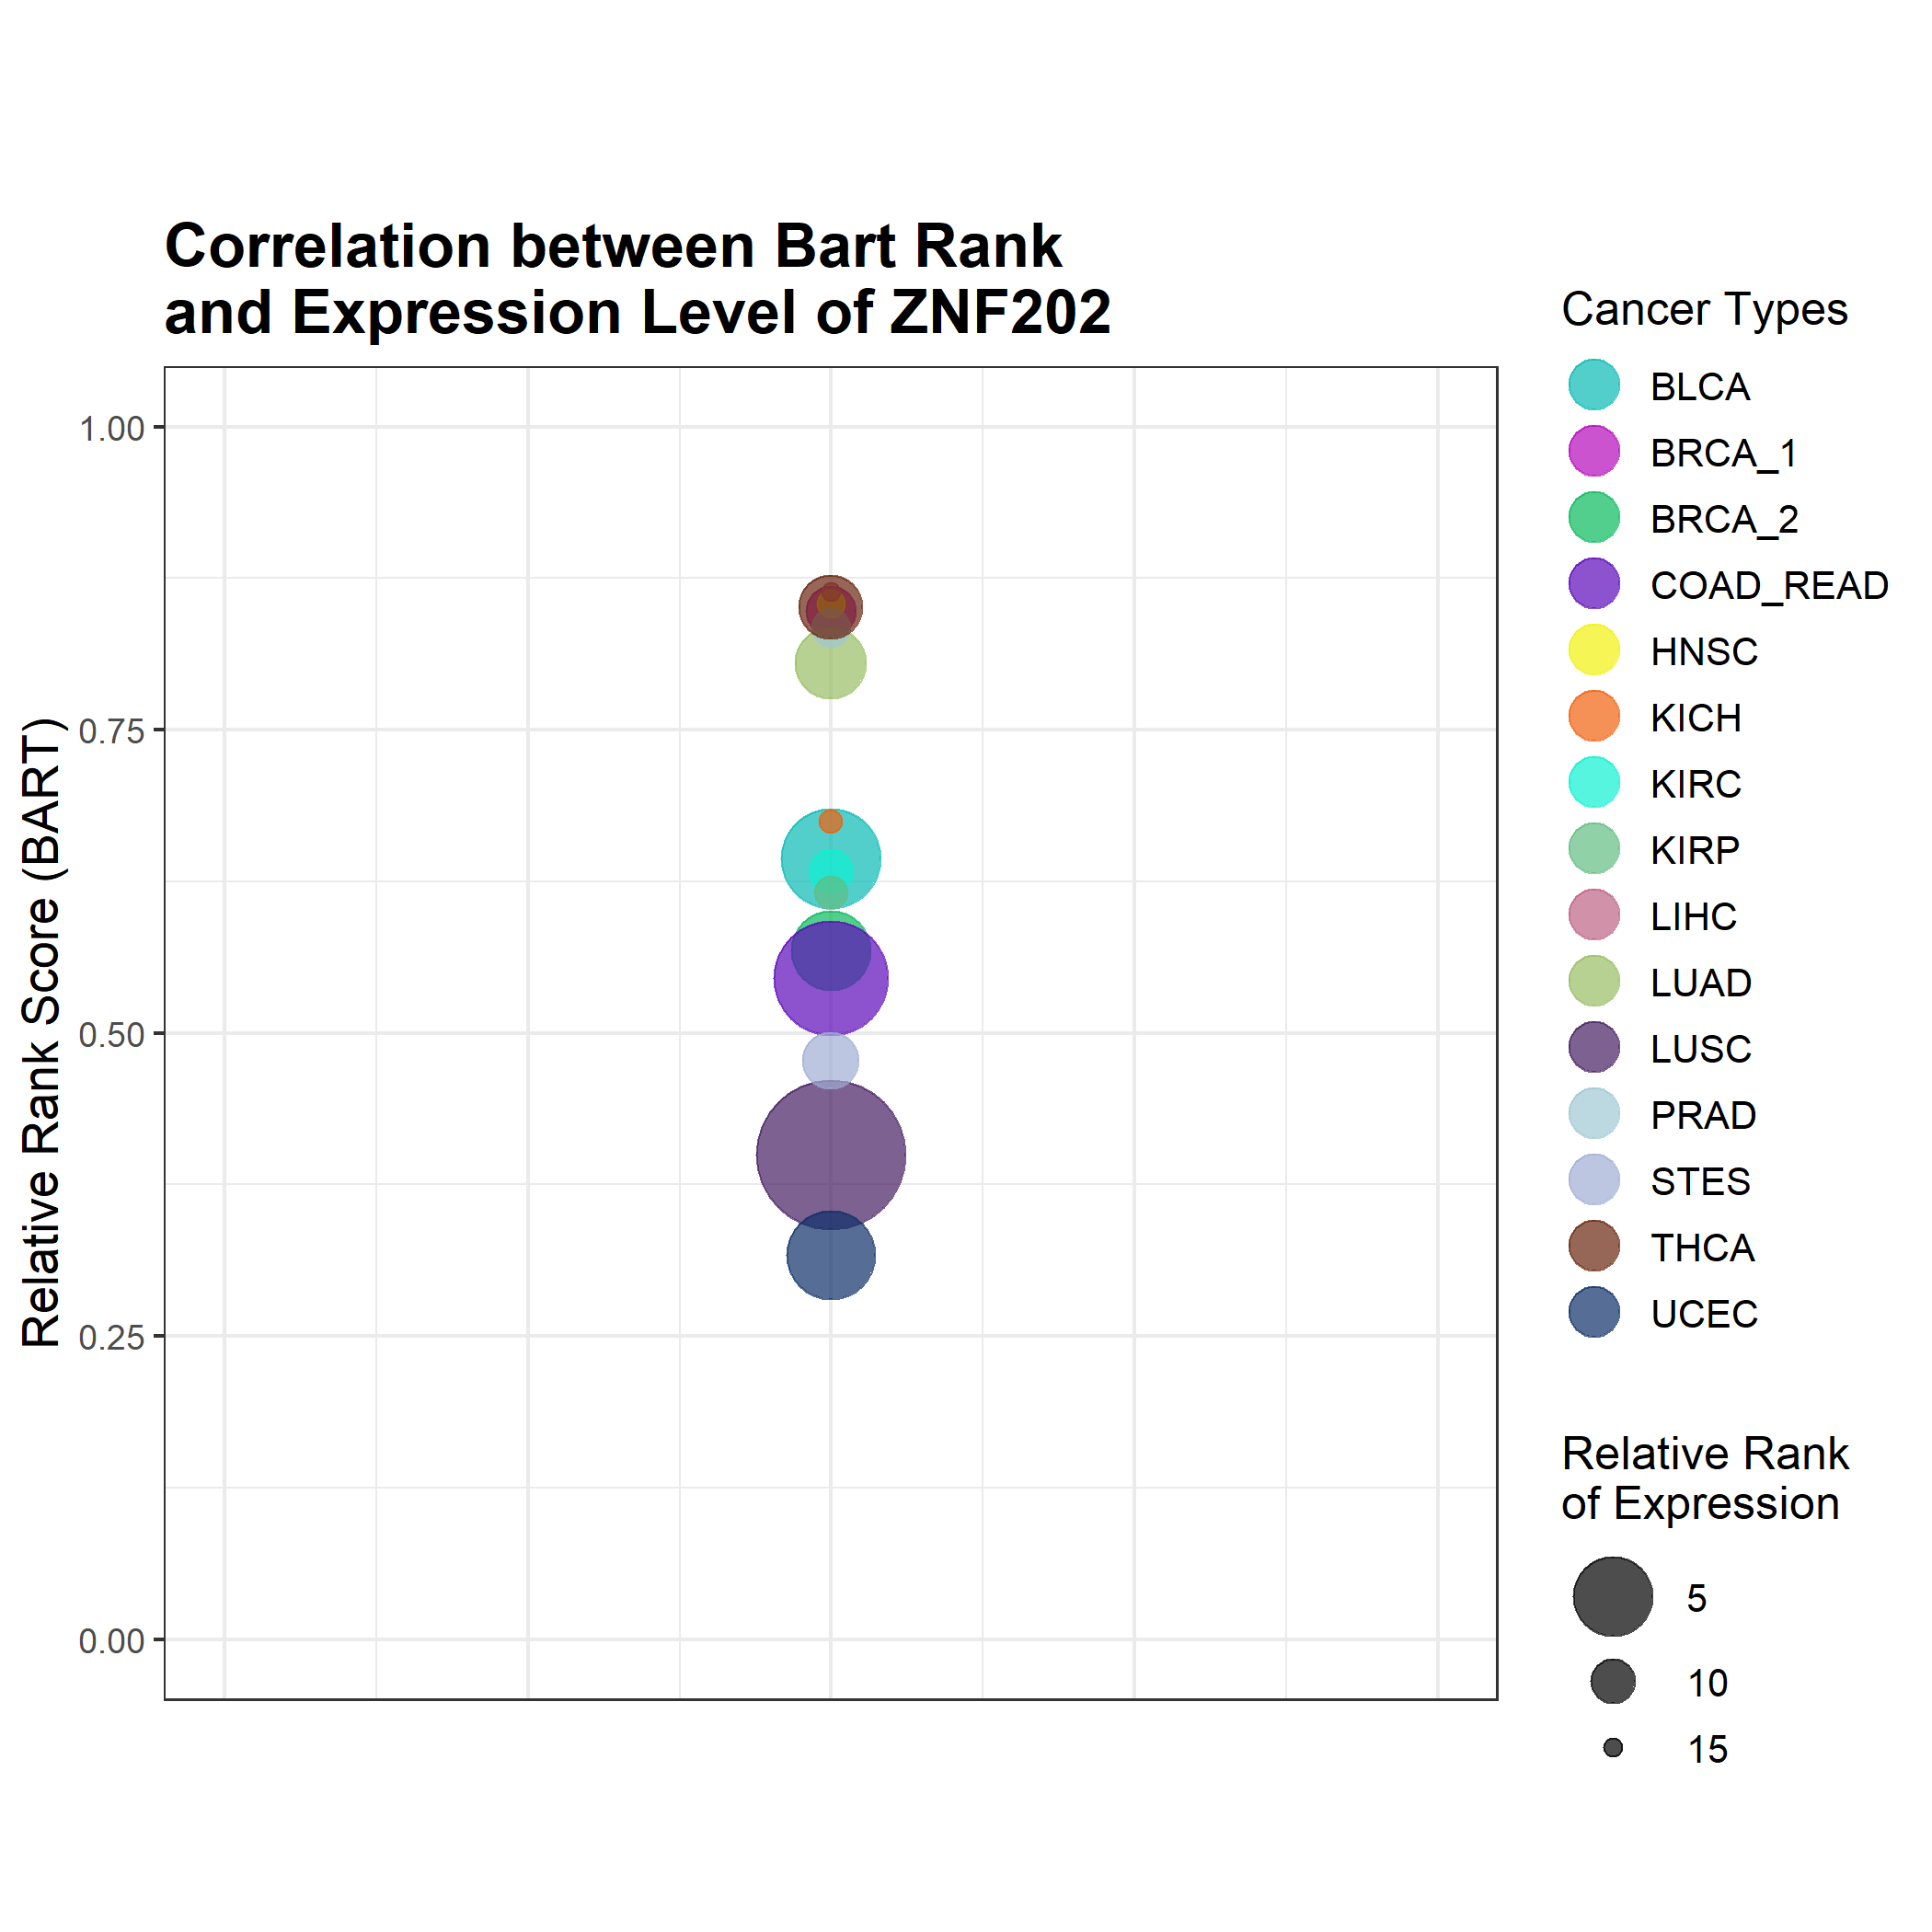 Correlation between Bart Rank
and Expression Level of ZNF202
Relative Rank Score (BART)
1.00
0.75
0.50
0.25
0.00
Cancer Types
BLCA
BRCA_1
BRCA_2
COAD_READ
HNSC
KICH
KIRC
KIRP
LIHC
LUAD
LUSC
PRAD
STES
THCA
UCEC
Relative Rank
of Expression
5
10
15